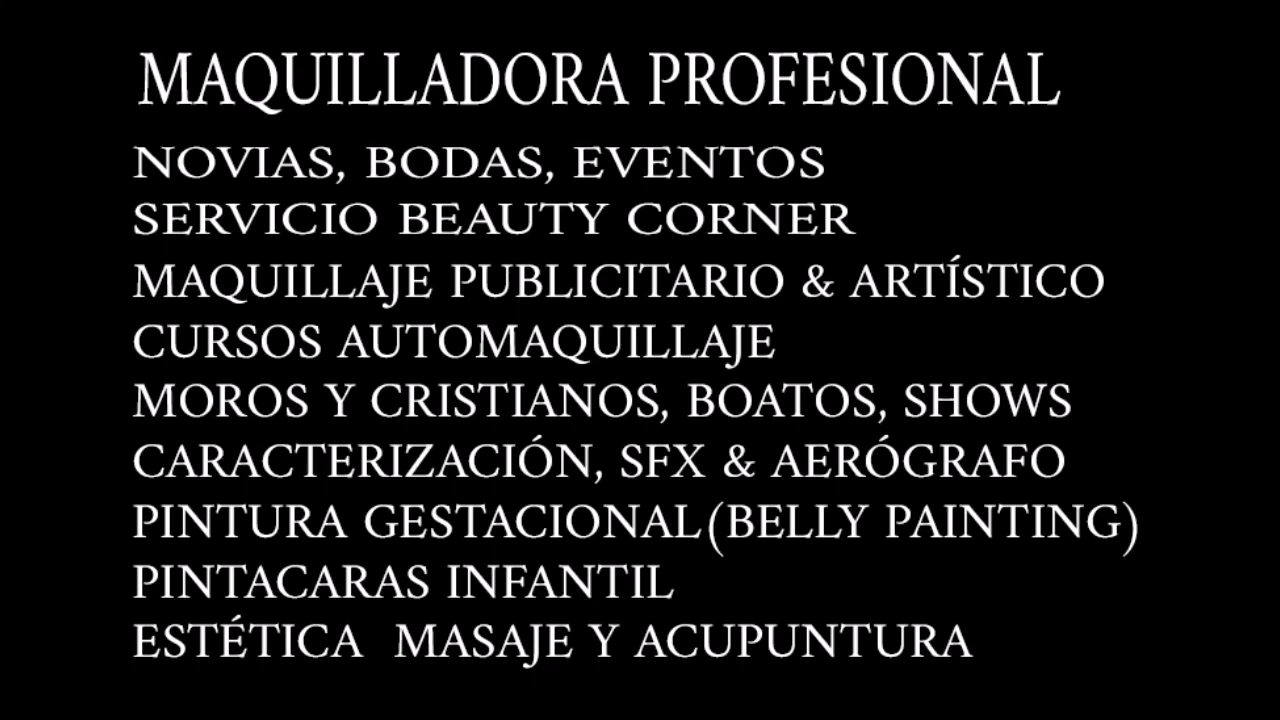 MAQUILLADORA PROFESIONAL
NOVIAS, BODAS, EVENTOS
SERVICIO BEAUTY CORNER
MAQUILLAJE PUBLICITARIO & ARTÍSTICO
CURSOS AUTOMAQUILLAJE
MOROS Y CRISTIANOS, BOATOS, SHOWS
CARACTERIZACIÓN, SFX & AERÓGRAFO
PINTURA GESTACIONAL(BELLY PAINTING)
PINTACARAS INFANTIL
ESTÉTICA  MASAJE Y ACUPUNTURA